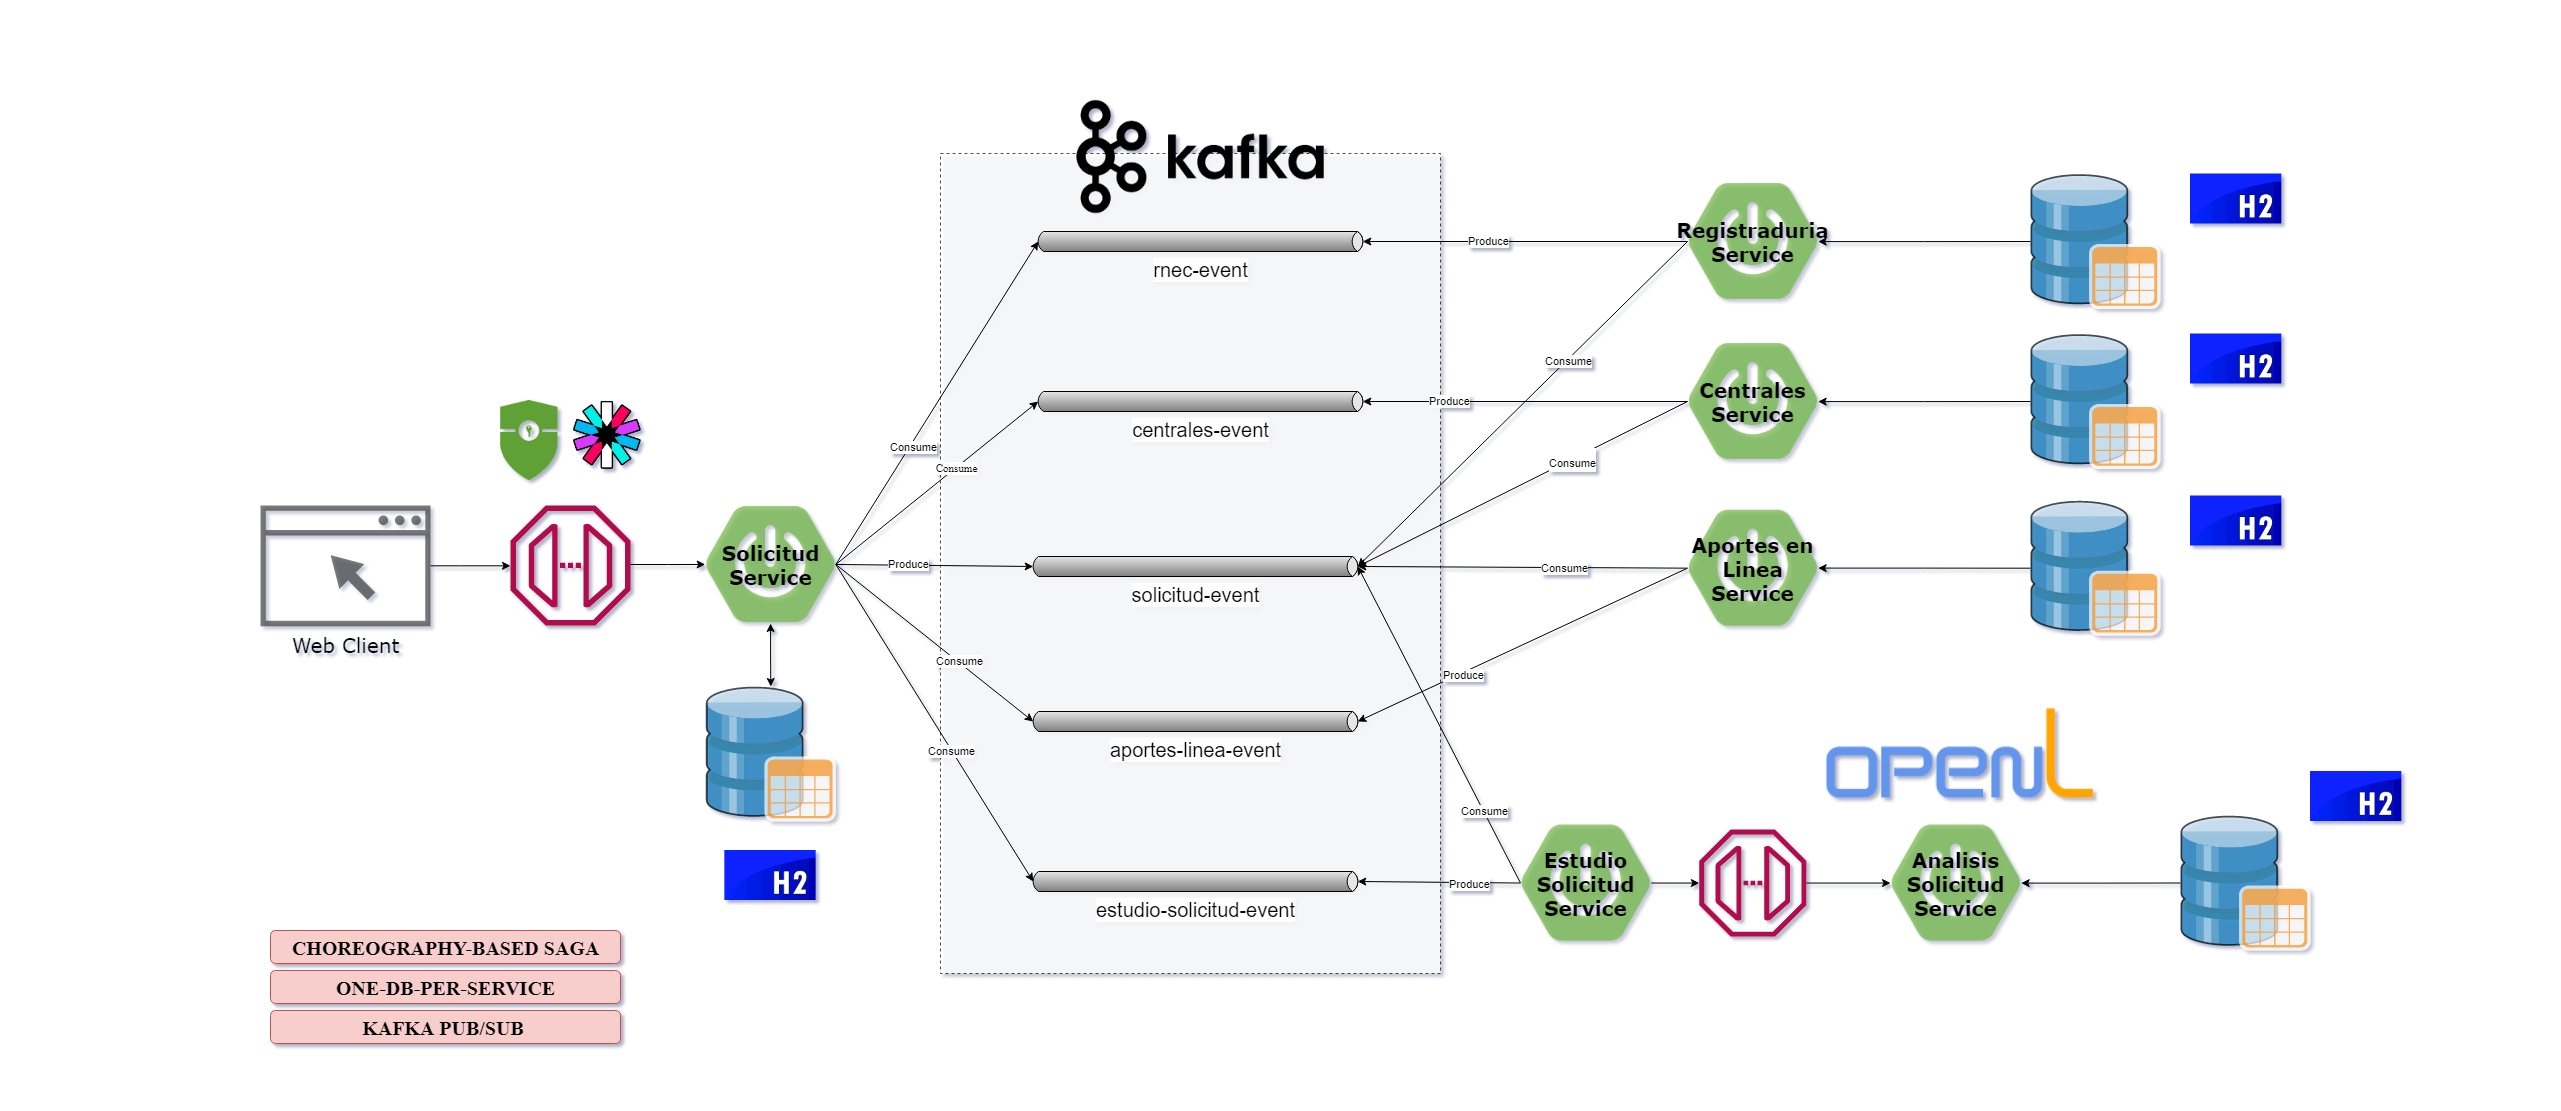 kafka
rnec-event
centrales-event
solicitud-event
aportes-linea-event
estudio-solicitud-event
Web Client
Solicitud
Service
H2
Consume
Consume
Produce
Consume
Consume
Produce
Consume
Produce
Consume
Consume
Produce
Consume
Produce
Registraduria
Service
H2
Centrales
Service
H2
Aportes en
Linea
Service
H2
OPENL
Estudio
Solicitud
Service
Analisis
Solicitud
Service
H2
CHOREOGRAPHY-BASED SAGA
ONE-DB-PER-SERVICE
KAFKA PUB/SUB